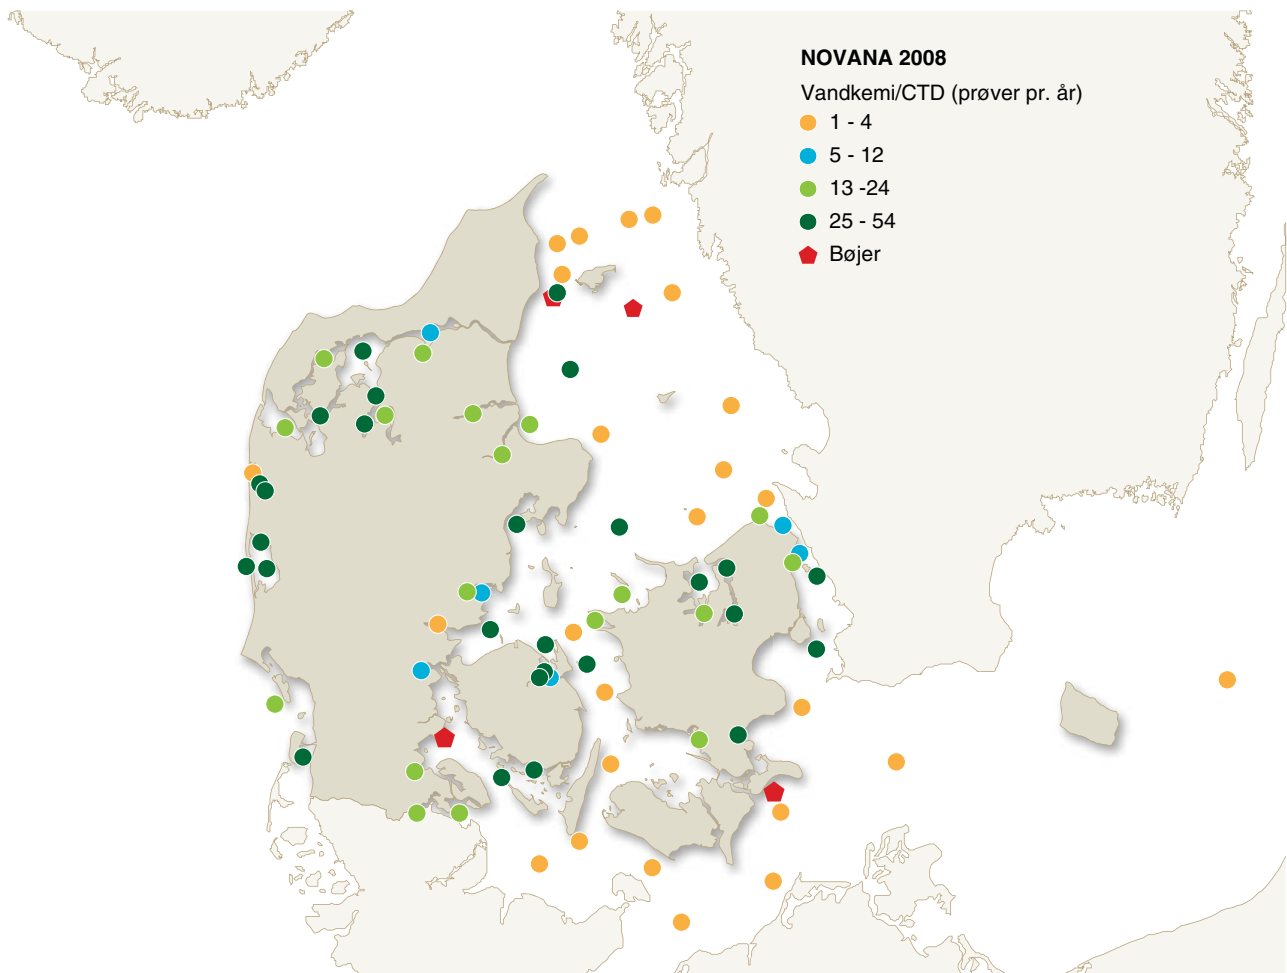 NOVANA 2008
Vandkemi/CTD (prøver pr. år)
1 - 4
5 - 12
13 -24
25 - 54
Bøjer